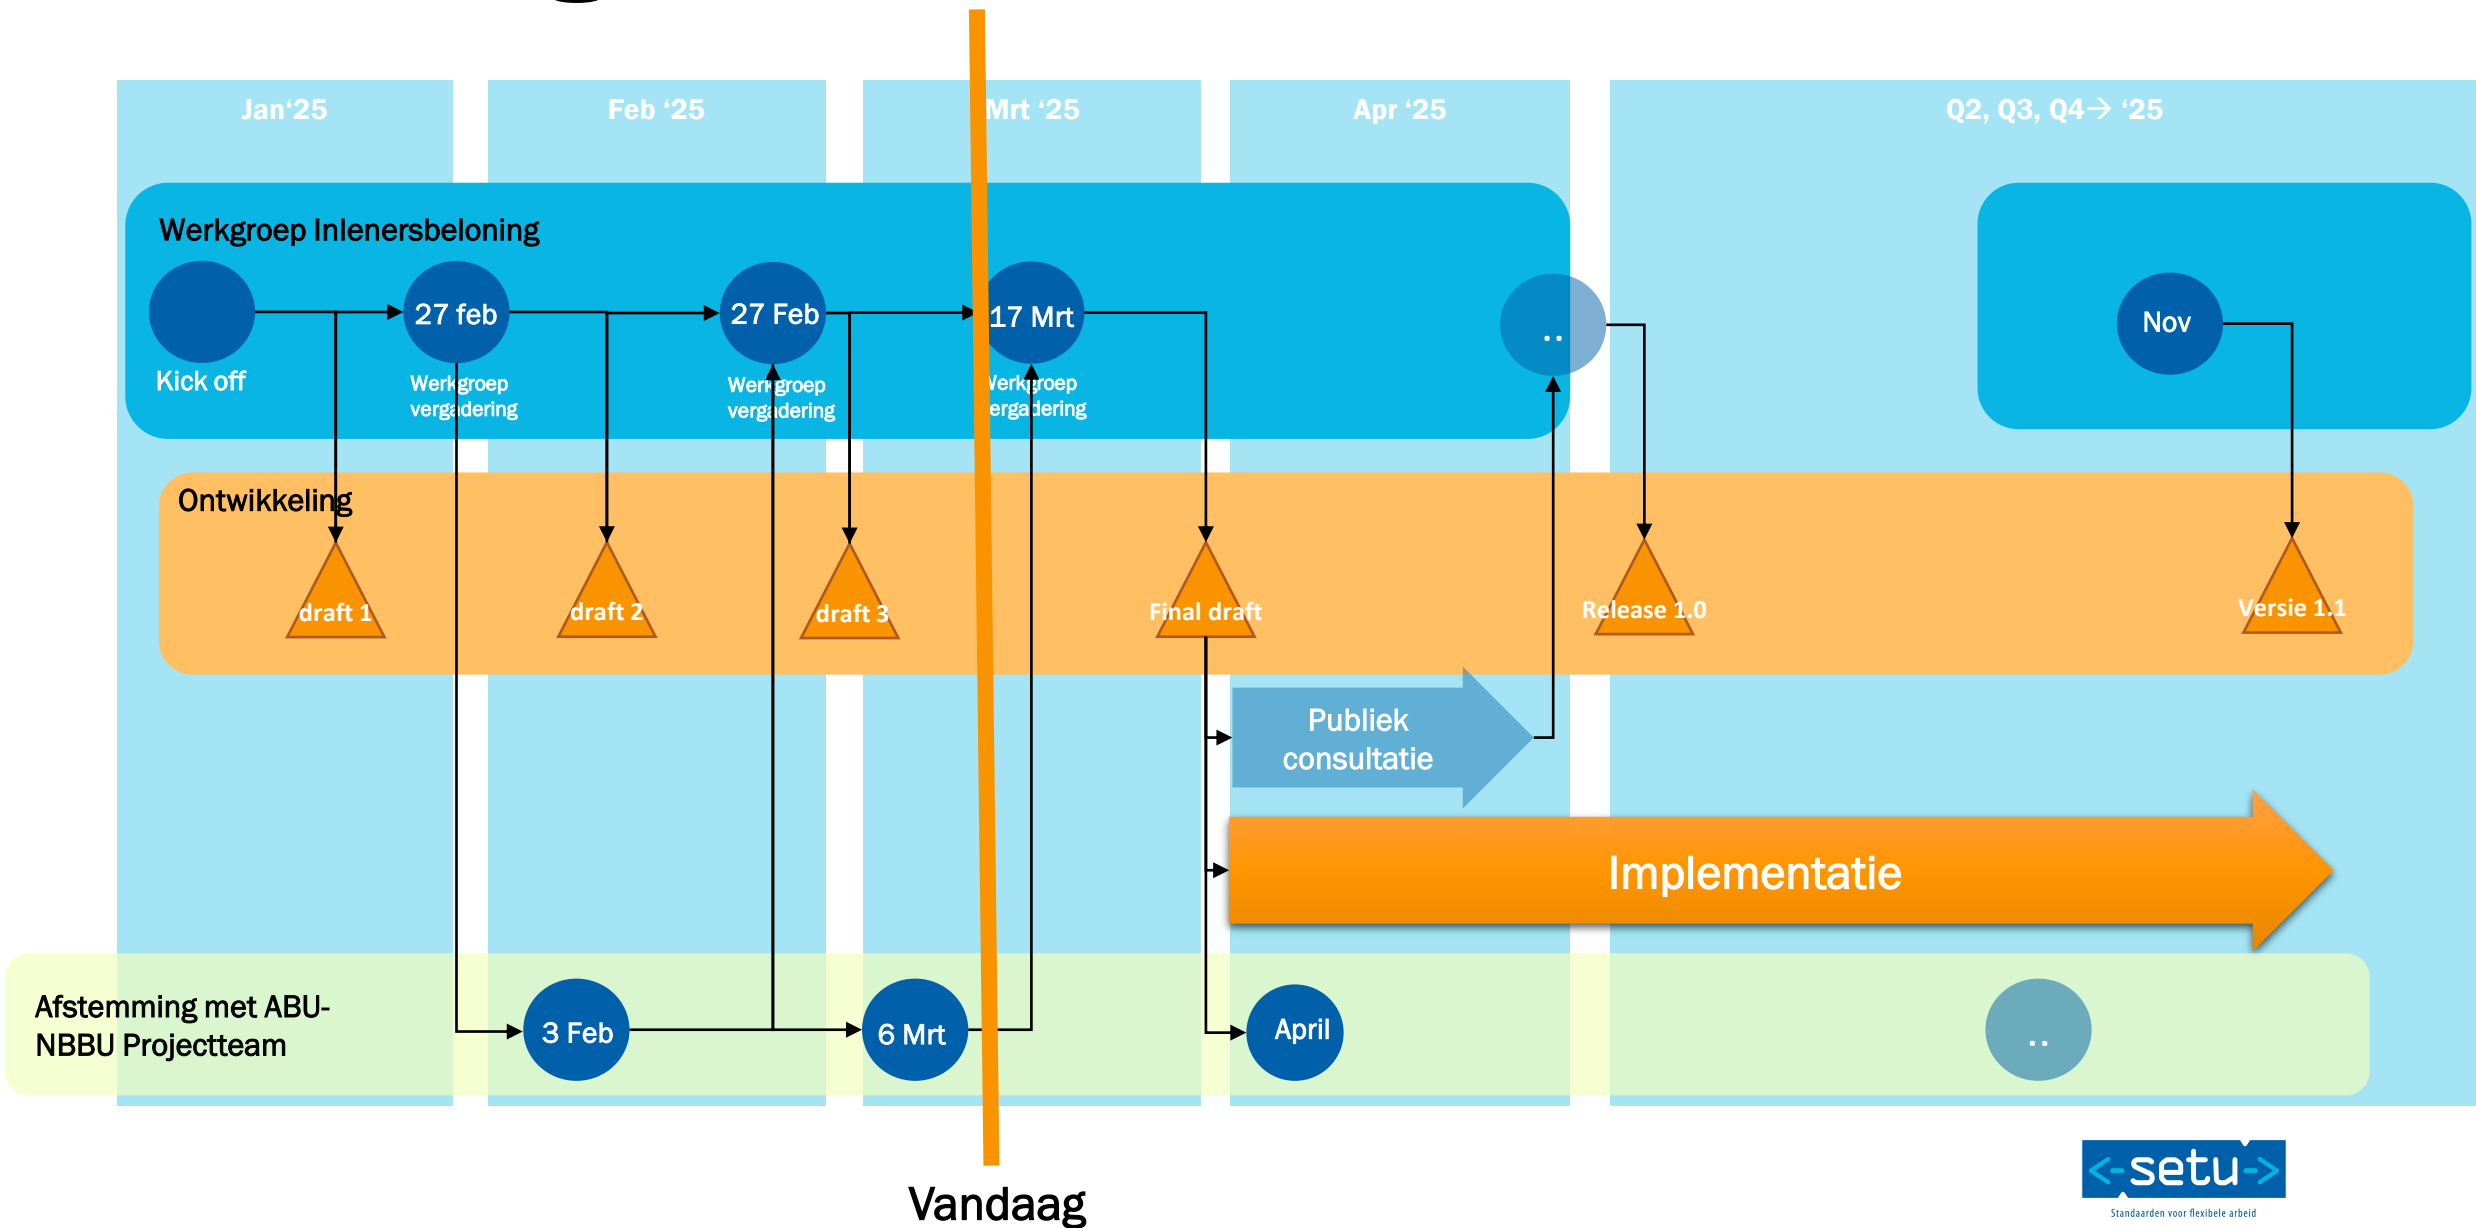 Jan‘25
Feb ‘25
Mrt ‘25
Apr ‘25
Q2, Q3, Q4→ ‘25
Werkgroep Inlenersbeloning
27 feb
27 Feb
17 Mrt
..
Nov
Kick off
Werkgroep
vergadering
Werkgroep
vergadering
Werkgroep
vergadering
Ontwikkeling
draft 1
draft 2
draft 3
Final draft
Release 1.0
Versie 1.1
Publiek
consultatie
Implementatie
Afstemming met ABU-
NBBU Projectteam
3 Feb
6 Mrt
April
..
Vandaag
<-setu->
Standaarden voor flexibele arbeid